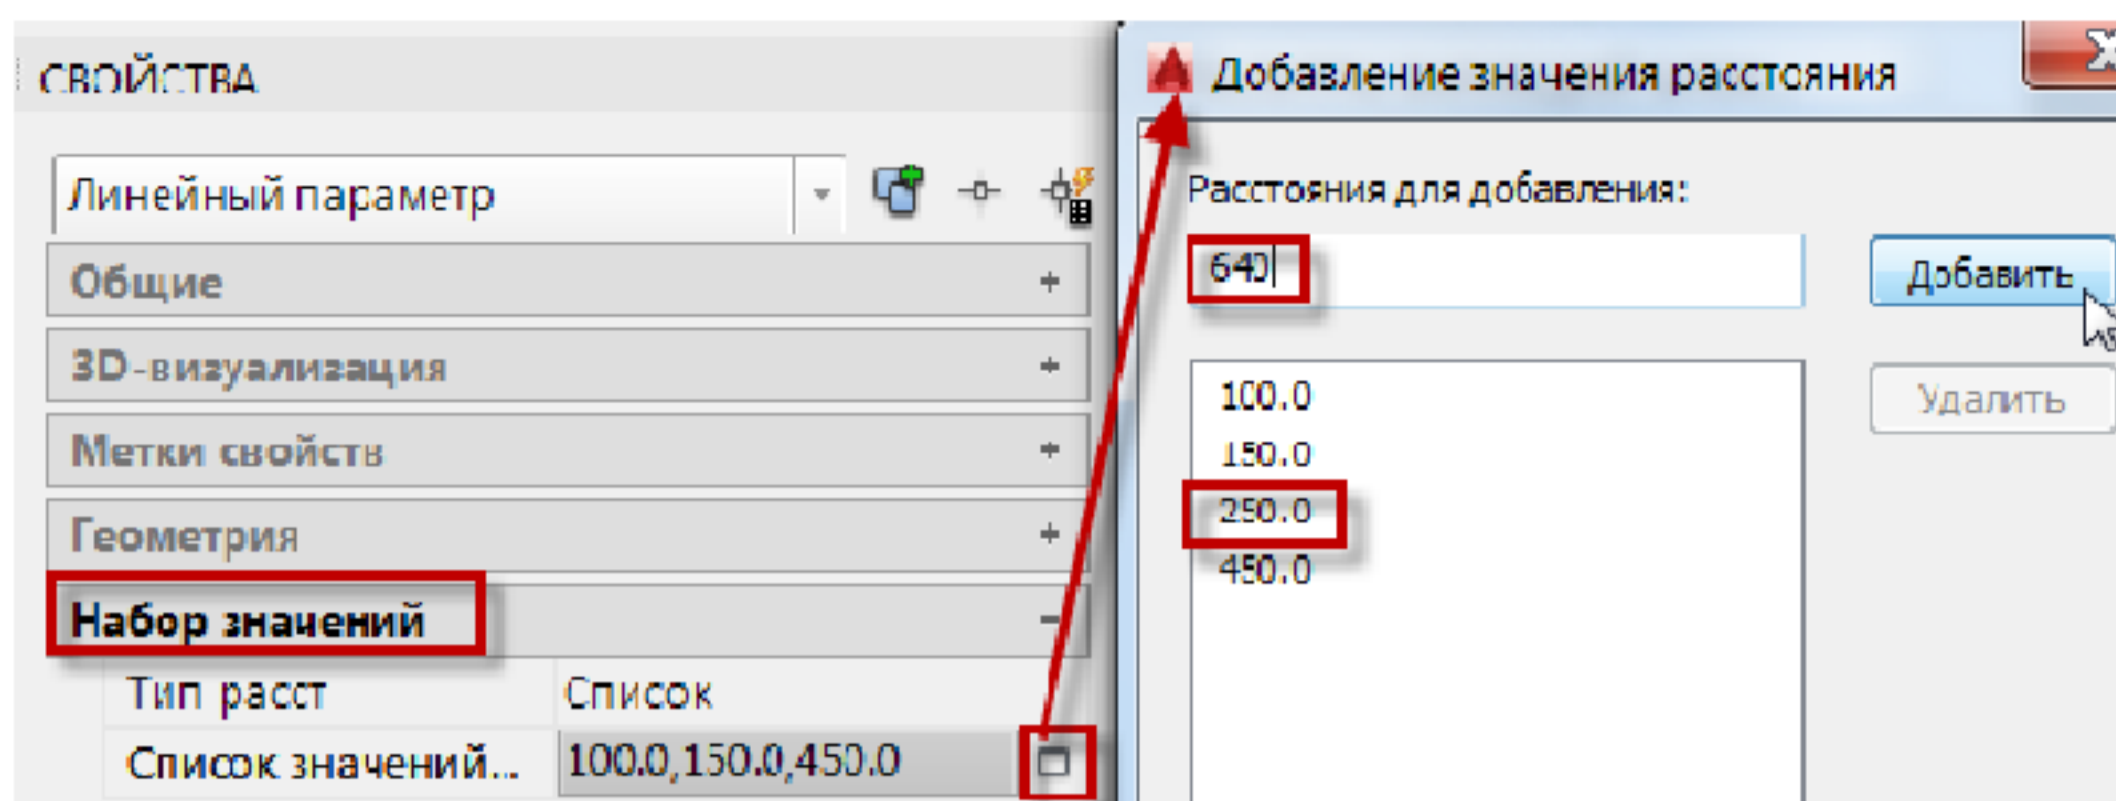 СВОЙСТВА
Линейный параметр
Общие
3D-визуализация
Метки свойств
Геометрия
Набор значений
Тип расст Список
Список значений... 100.0,150.0,450.0
Добавление значения расстояния
Расстояния для добавления:
640
Добавить
100.0
150.0
250.0
450.0
Удалить